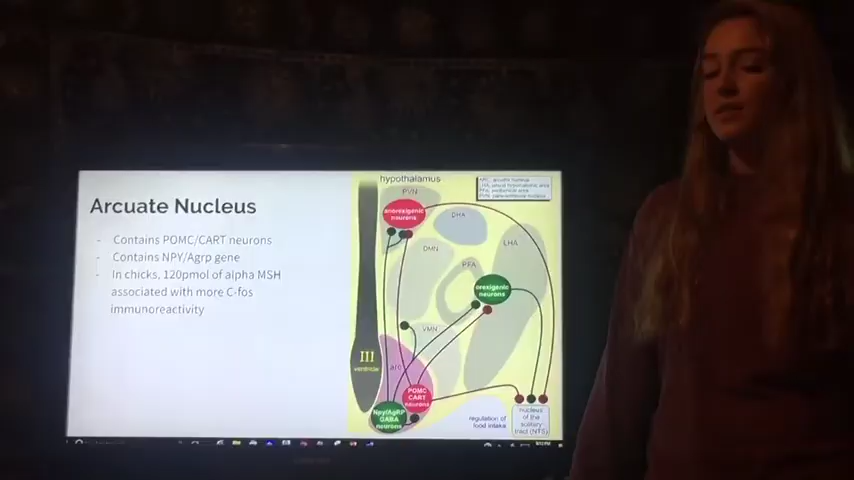 Arcuate Nucleus
- Contains POMC/CART neurons
- Contains NPY/Agrp gene
- In chicks, 120pmol of alpha MSH
associated with more C-fos
immunoreactivity
hypothalamus
PVN
anorexigenic
neurons
DHA
DMN
LHA
PFA
orexigenic
neurons
VMN
III
ventricle
arc
POMC
CART
neurons
Npy/AgRP
GABA
neurons
regulation of
food intake
nucleus
of the
solitary
tract (NTS)